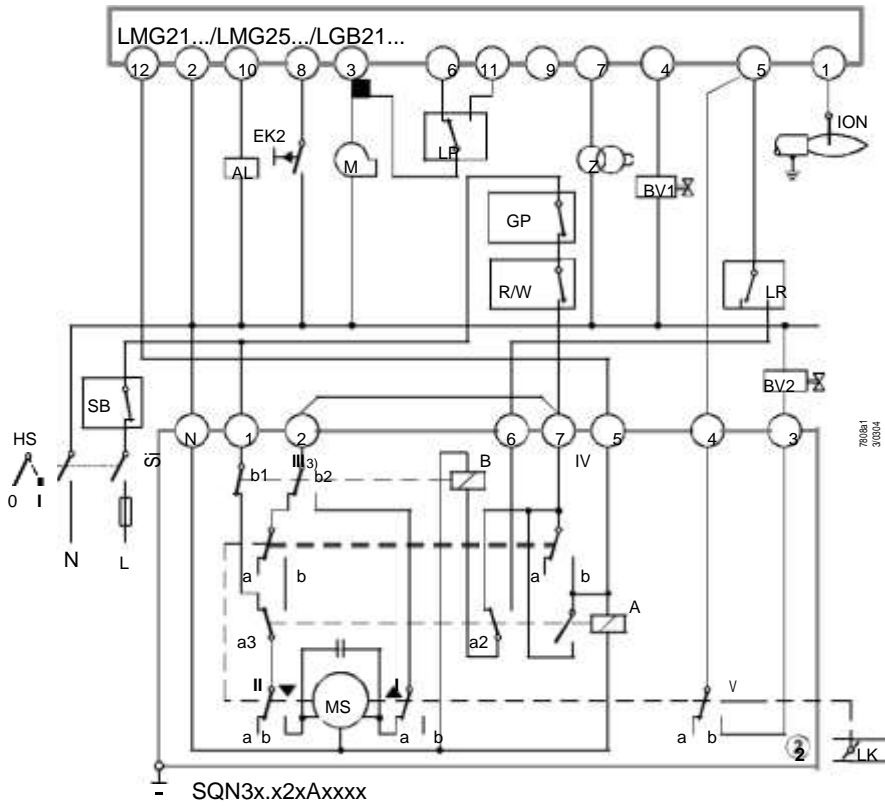 LMG21.../LMG25.../LGB21...
12 2 10 8 3 6 11 9 7 4 5 1
EK2
ION
AL
M
LP
Z
BV1
GP
R/W
LR
SB
BV2
HS
0 I
Si
N 1 2 6 7 5 4 3
b1
III 3)
b2
B
IV
N
L
a b
a b
A
a3
a2
II
MS
I
V
a b
a b
a b
2
LK
SQN3x.x2xAxxxx
7808a1
3/0304